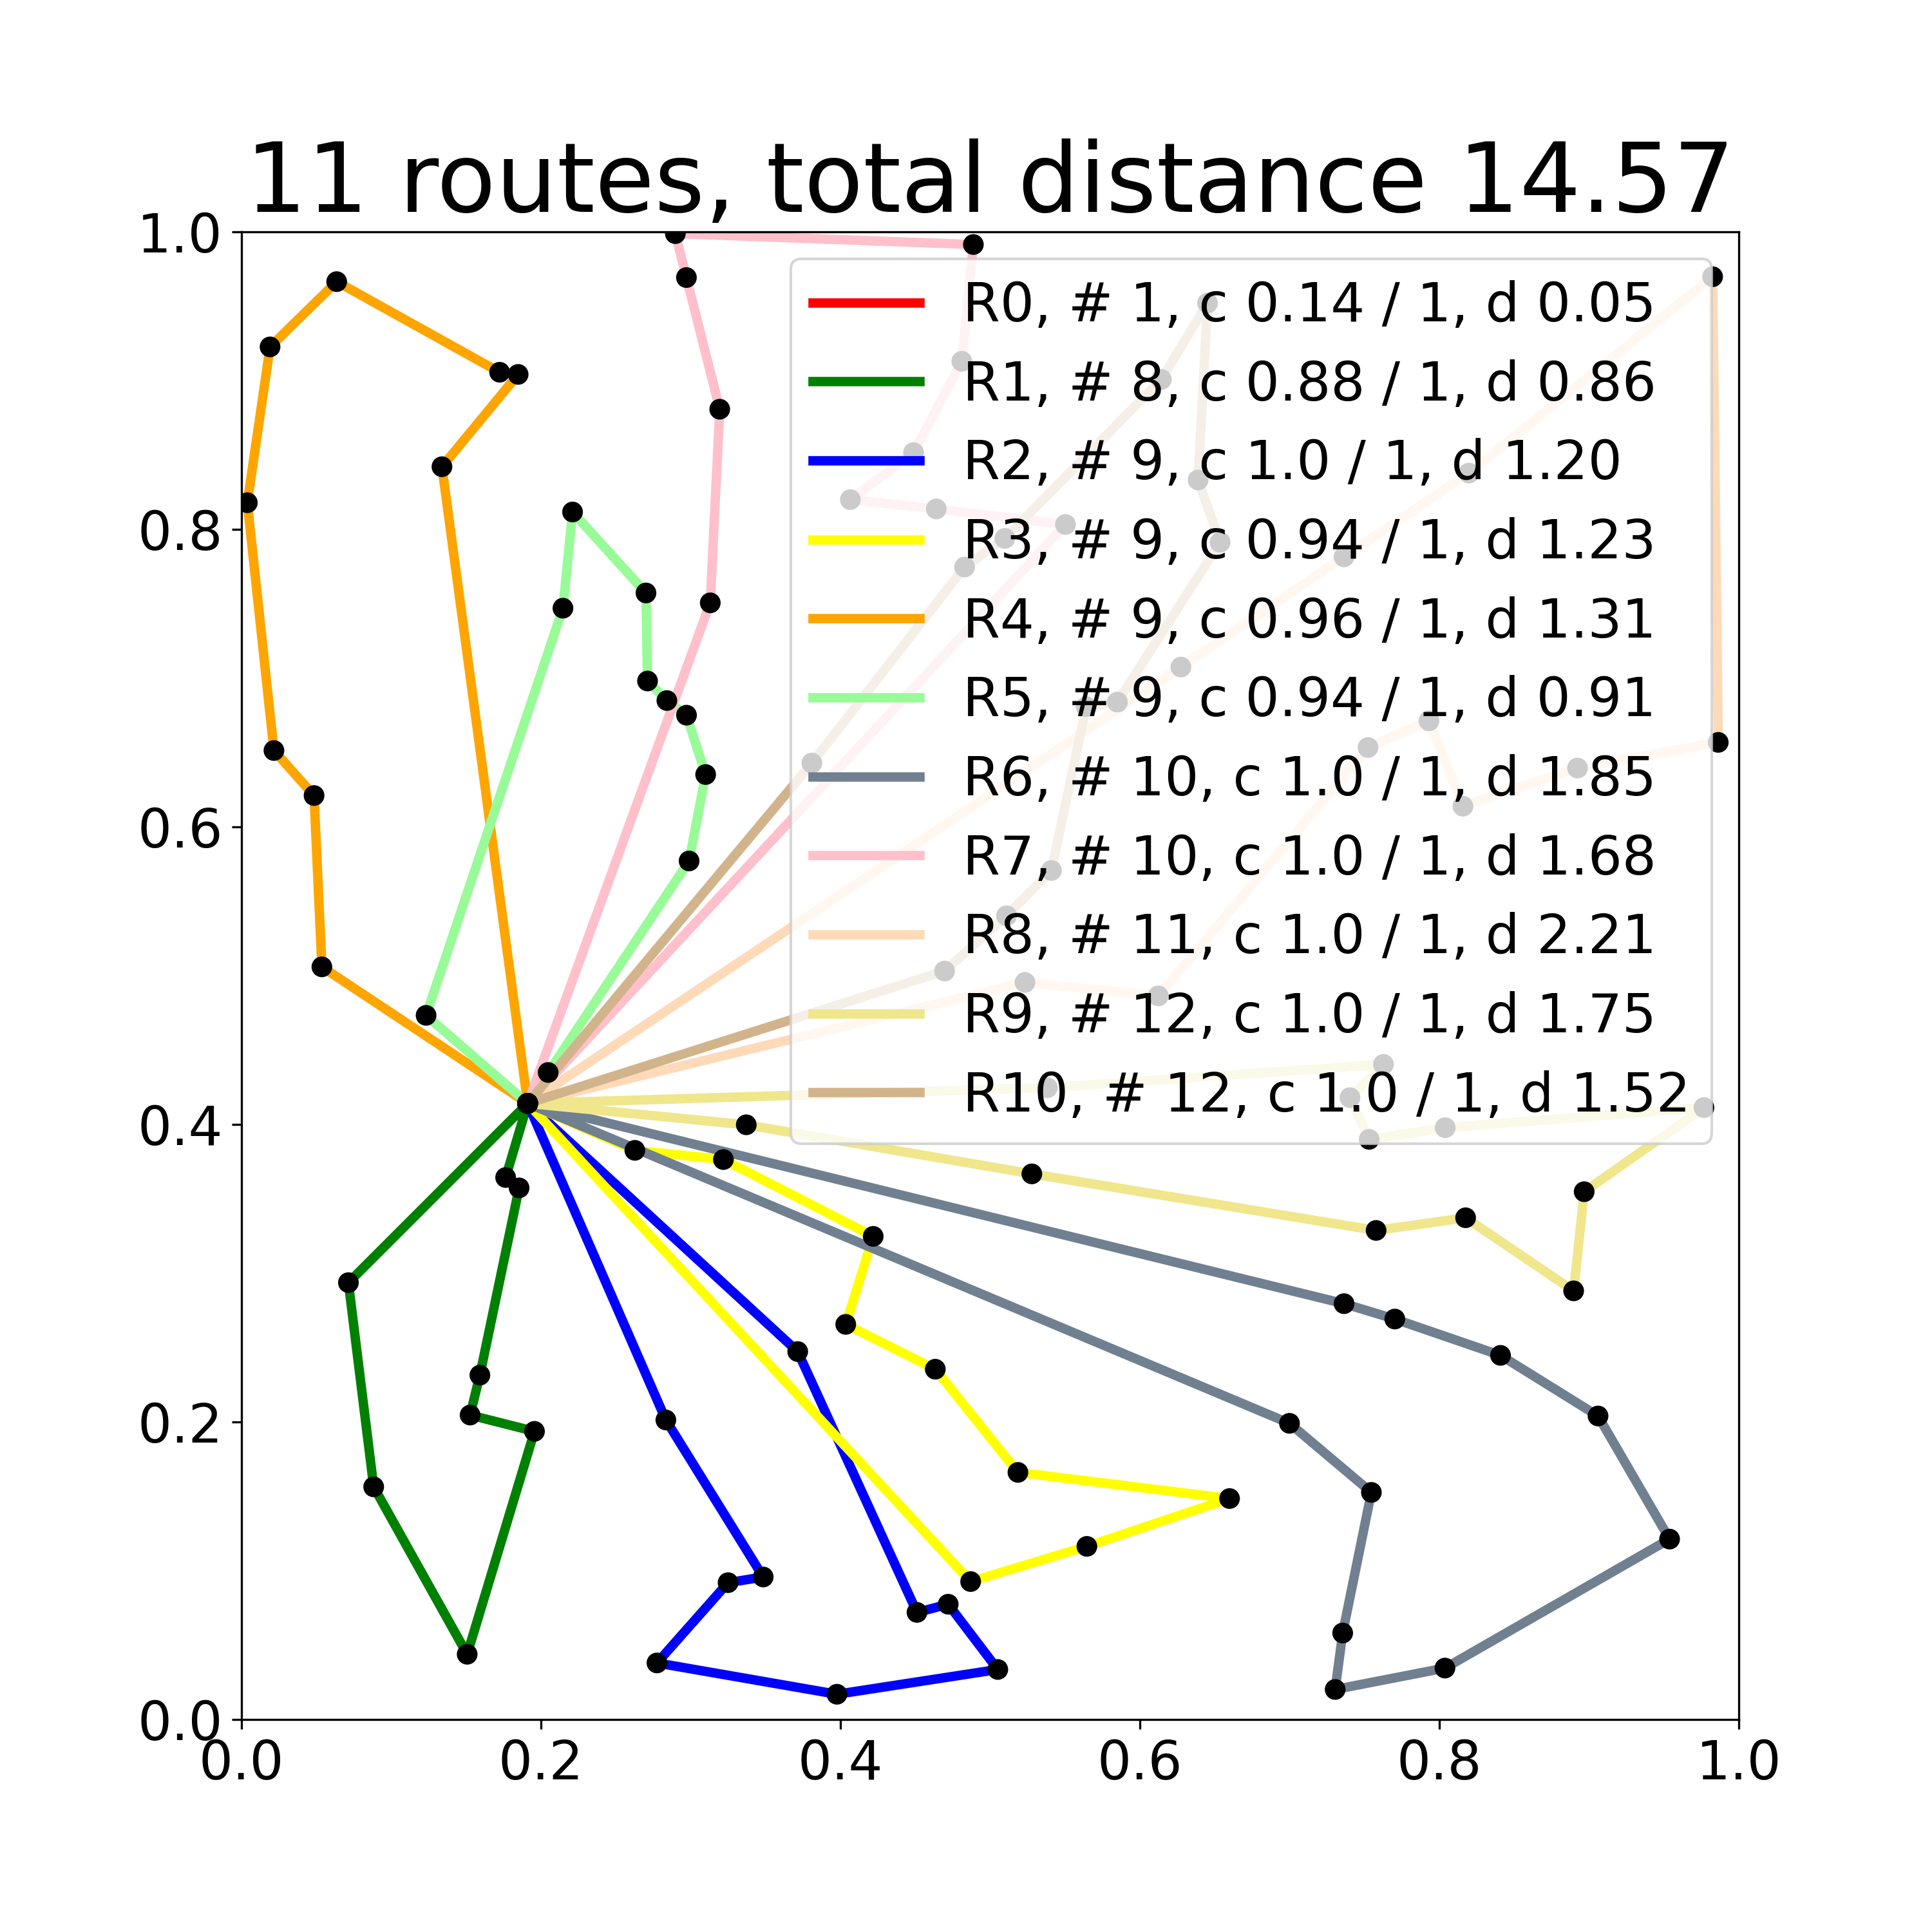 11 routes, total distance 14.57
1.0
0.8
0.6
0.4
0.2
0.0
0.0 0.2 0.4 0.6 0.8 1.0
R0, # 1, c 0.14 / 1, d 0.05
R1, # 8, c 0.88 / 1, d 0.86
R2, # 9, c 1.0 / 1, d 1.20
R3, # 9, c 0.94 / 1, d 1.23
R4, # 9, c 0.96 / 1, d 1.31
R5, # 9, c 0.94 / 1, d 0.91
R6, # 10, c 1.0 / 1, d 1.85
R7, # 10, c 1.0 / 1, d 1.68
R8, # 11, c 1.0 / 1, d 2.21
R9, # 12, c 1.0 / 1, d 1.75
R10, # 12, c 1.0 / 1, d 1.52